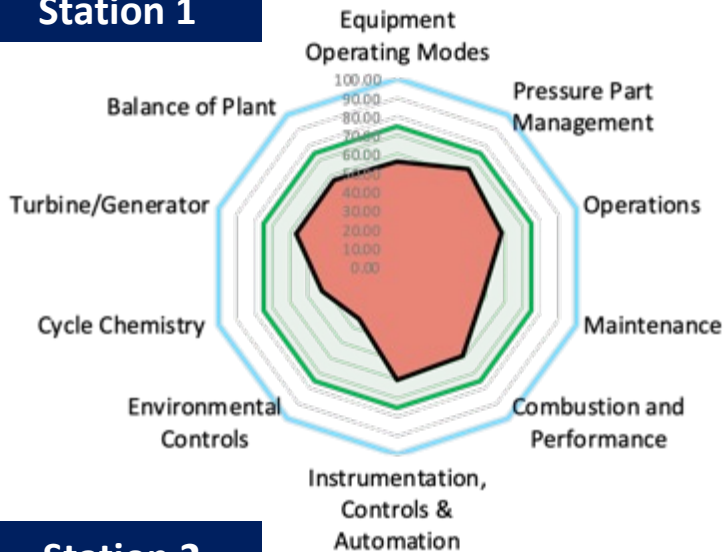 Station 1
Equipment
Operating Modes
100.00
90.00
80.00
70.00
60.00
50.00
40.00
30.00
20.00
10.00
0.00
Pressure Part
Management
Operations
Maintenance
Combustion and
Performance
Instrumentation,
Controls &
Automation
Environmental
Controls
Cycle Chemistry
Turbine/Generator
Balance of Plant